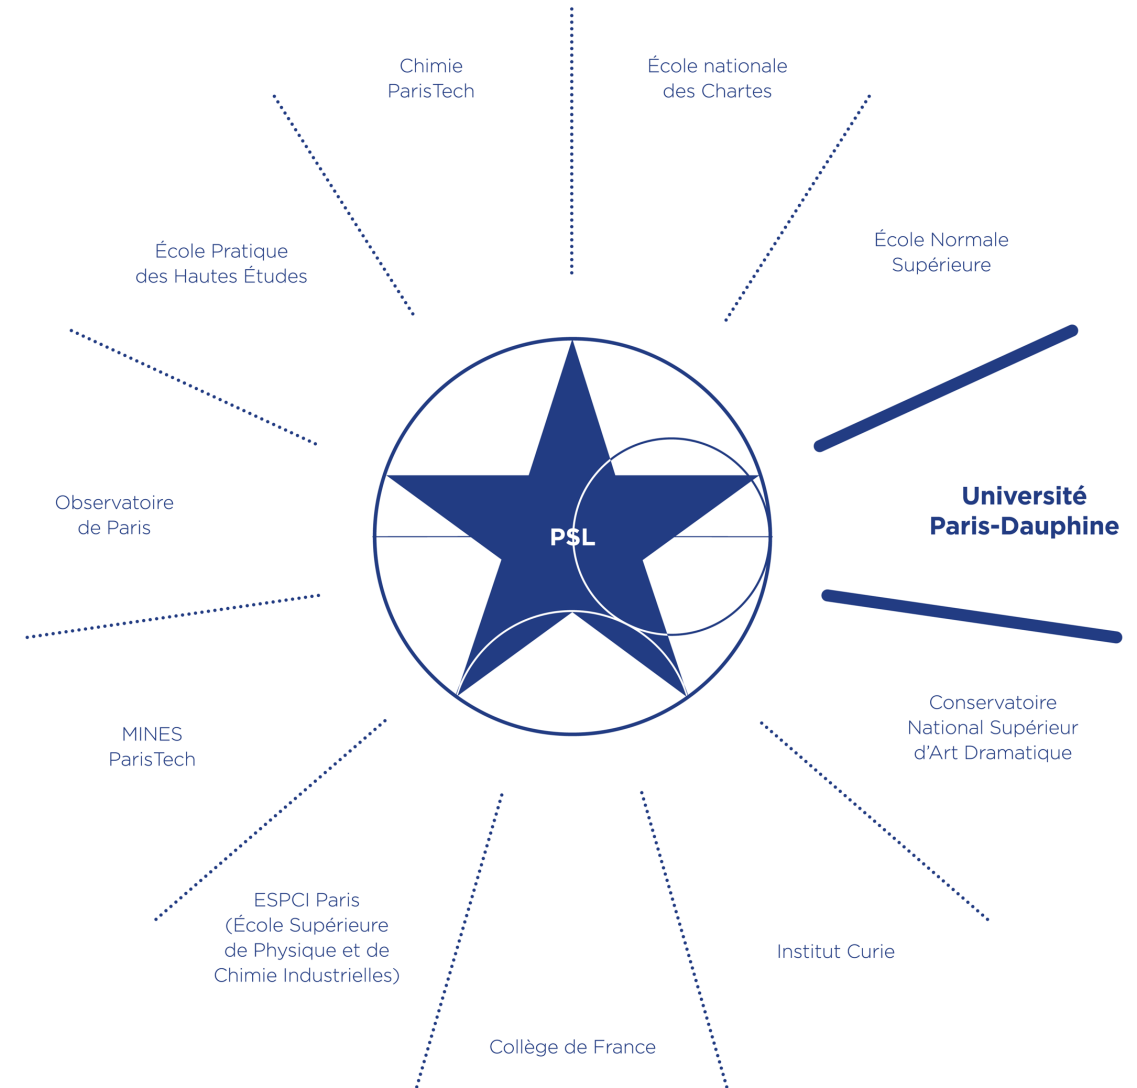 Chimie
ParisTech
École nationale
des Chartes
École Pratique
des Hautes Études
École Normale
Supérieure
Observatoire
de Paris
PSL
Université
Paris-Dauphine
MINES
ParisTech
Conservatoire
National Supérieur
d’Art Dramatique
ESPCI Paris
(École Supérieure
de Physique et de
Chimie Industrielles)
Institut Curie
Collège de France